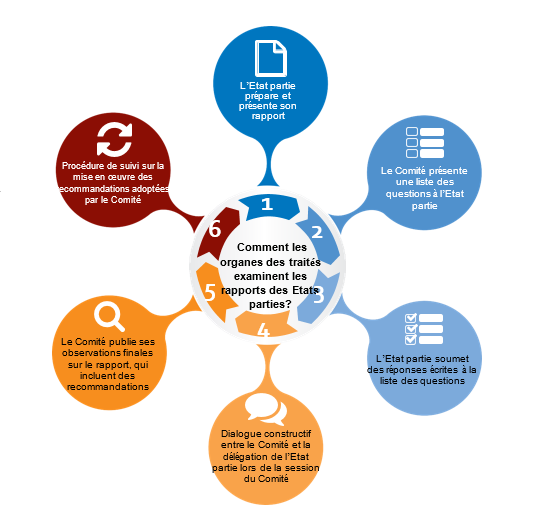 L'Etat partie
prépare et
présente son
rapport
1
Le Comité présente
une liste des
questions à l'Etat
partie
2
L'Etat partie soumet
des réponses écrites à la
liste des questions
3
Dialogue constructif
entre le Comité et la
délégation de l'Etat
partie lors de la session
du Comité
4
Le Comité publie ses
observations finales
sur le rapport, qui
incluent des
recommandations
5
Procédure de suivi sur la
mise en œuvre des
recommandations adoptées
par le Comité
6
Comment les
organes des traités
examinent les
rapports des Etats
parties?